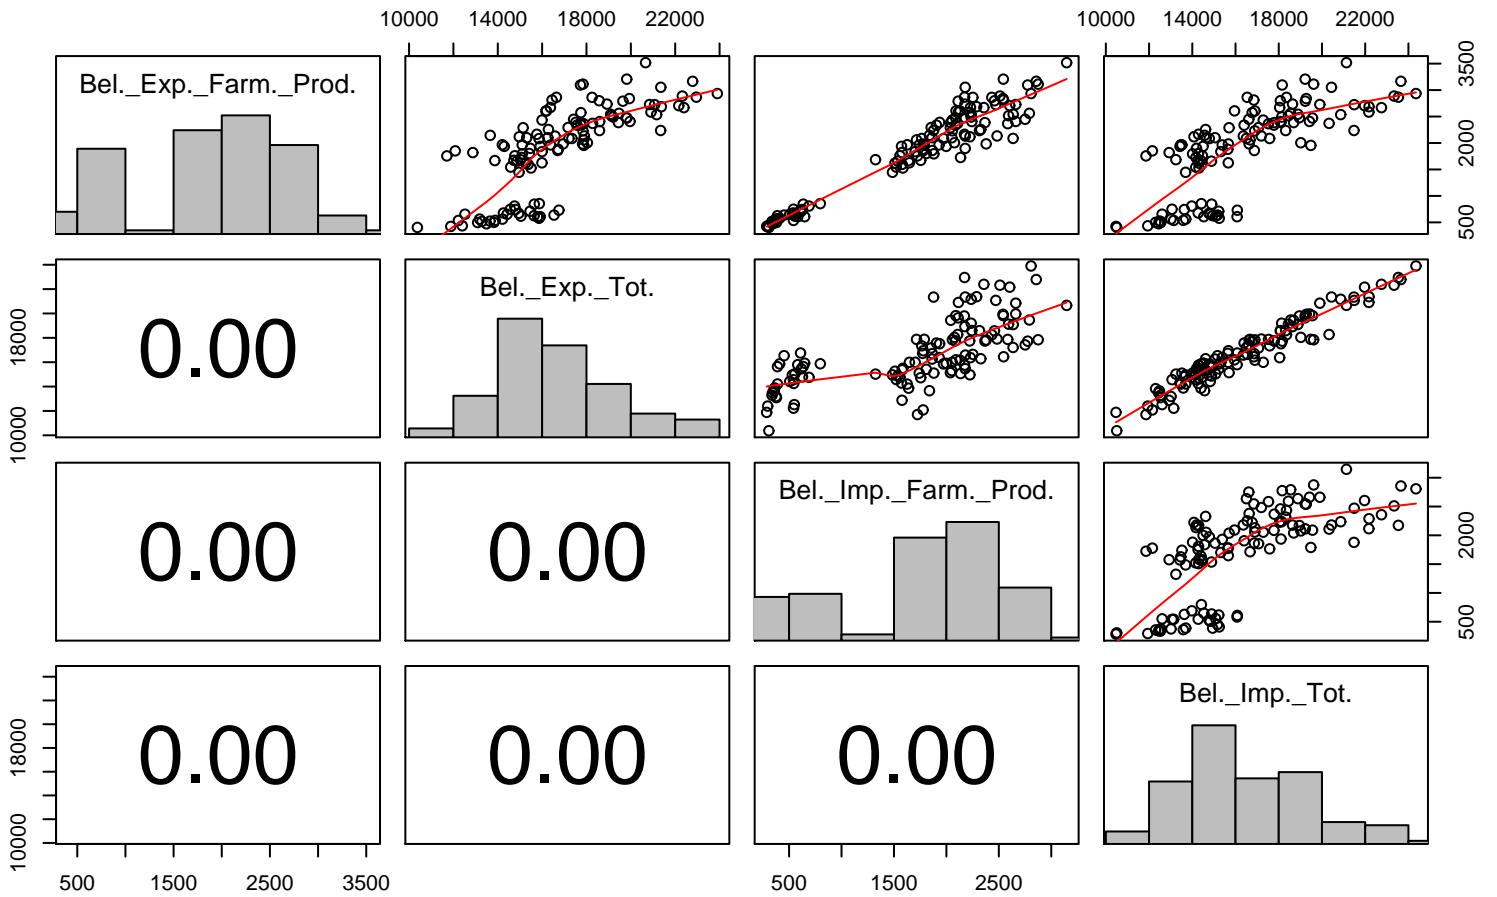 10000 14000 18000 22000
10000 14000 18000 22000
Bel._Exp._Farm._Prod.
500 2000 3500
10000 18000
0.00
Bel._Exp._Tot.
0.00
0.00
Bel._Imp._Farm._Prod.
500 2000
10000 18000
0.00
0.00
0.00
Bel._Imp._Tot.
500 1500 2500 3500
500 1500 2500